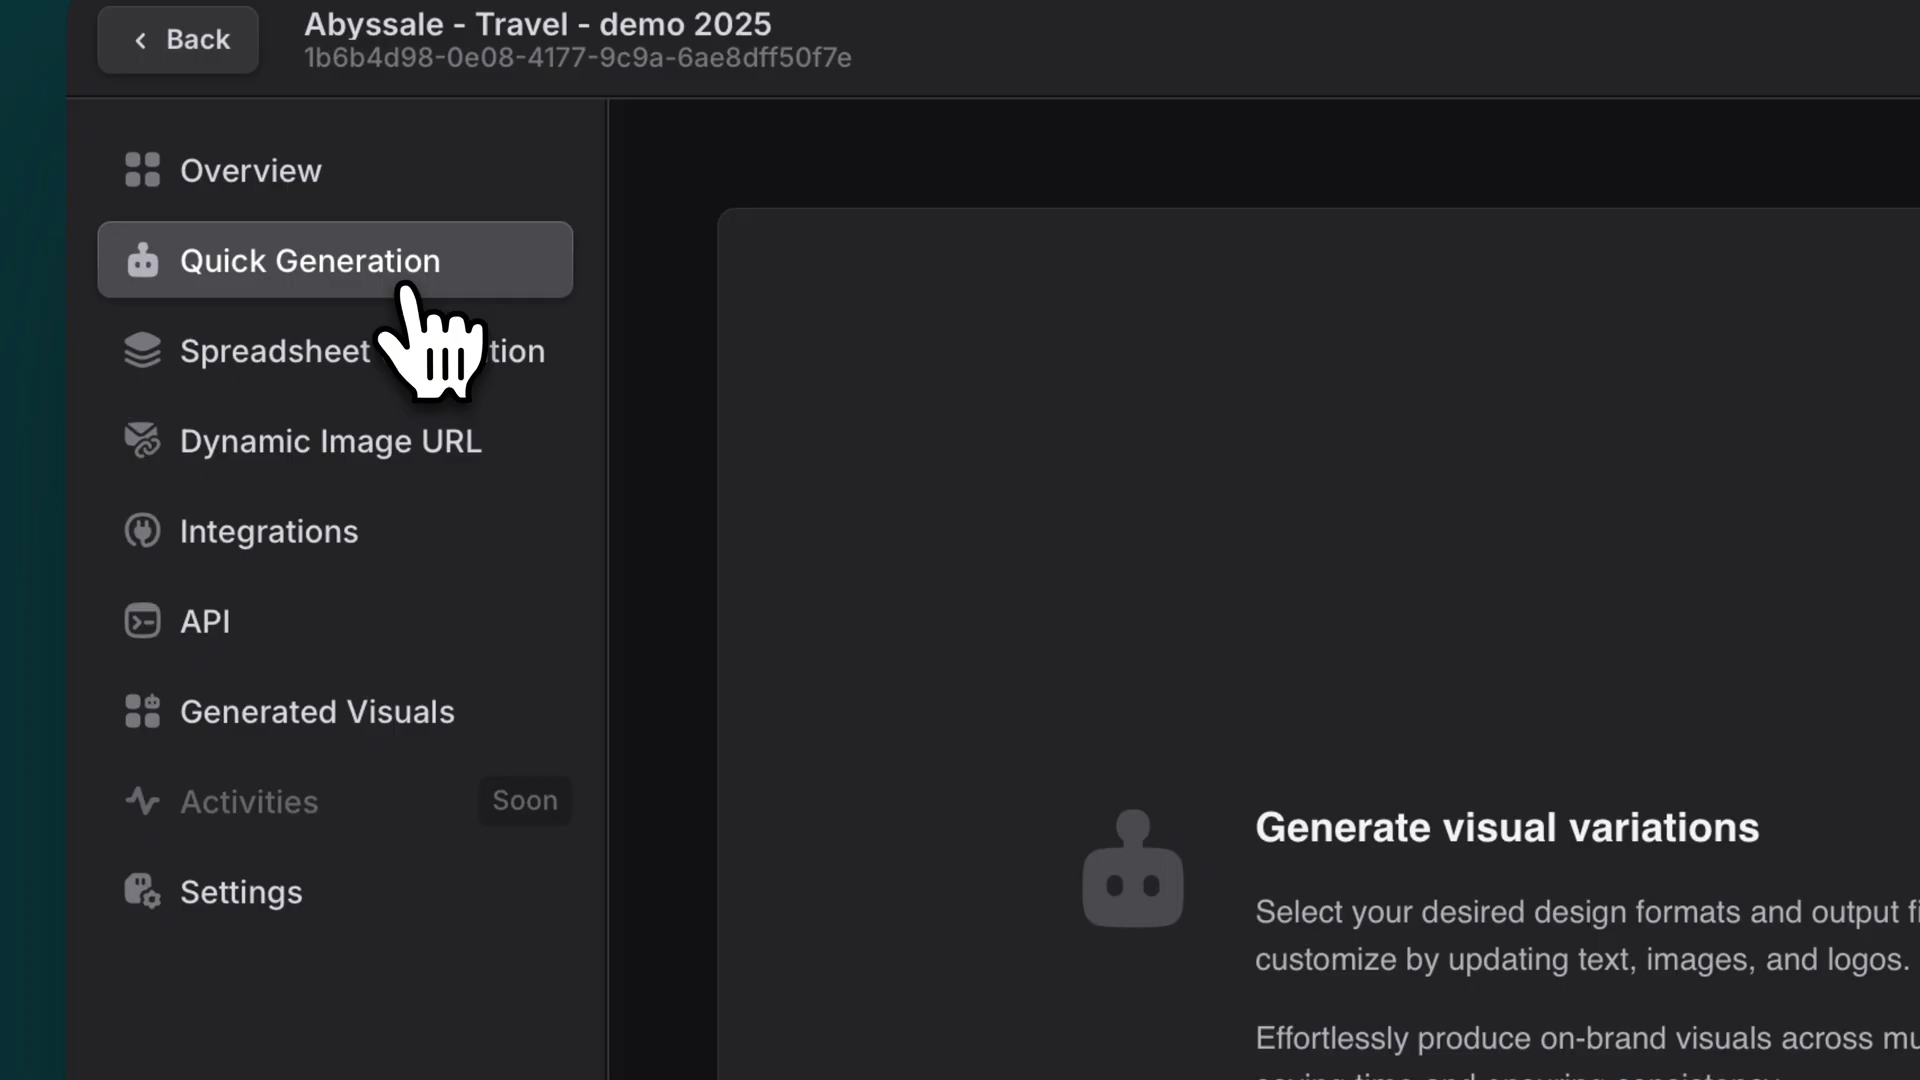 Back
Abyssale - Travel - demo 2025
1b6b4d98-0e08-4177-9c9a-6ae8dff50f7e
Overview
Quick Generation
Spreadsheet tion
Dynamic Image URL
Integrations
API
Generated Visuals
Activities
Soon
Settings
Generate visual variations
Select your desired design formats and output
customize by updating text, images, and logos.
Effortlessly produce on-brand visuals across